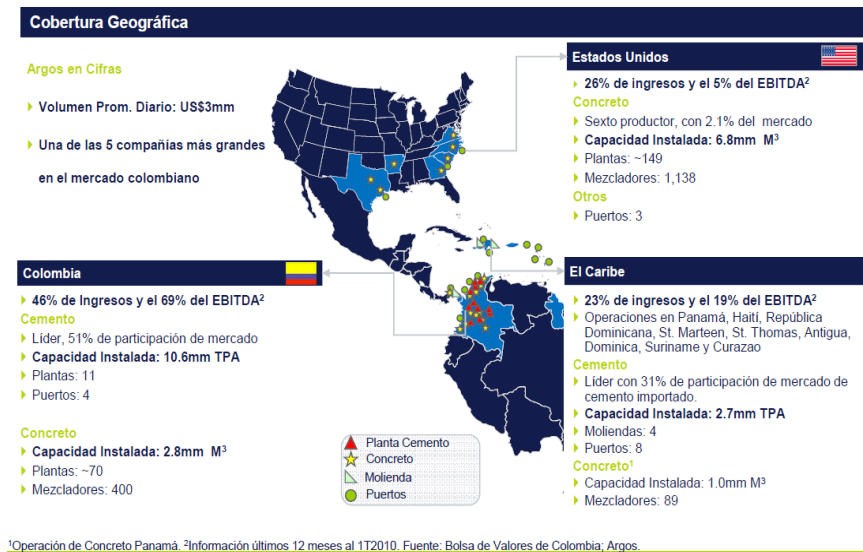 Cobertura Geográfica
Argos en Cifras
Volumen Prom. Diario: US$3mm
Una de las 5 compañías más grandes
en el mercado colombiano
Estados Unidos
26% de ingresos y el 5% del EBITDA²
Concreto
Sexto productor, con 2.1% del mercado
Capacidad Instalada: 6.8mm M³
Plantas: ~149
Mezcladores: 1,138
Otros
Puertos: 3
Colombia
46% de Ingresos y el 69% del EBITDA²
Cemento
Líder, 51% de participación de mercado
Capacidad Instalada: 10.6mm TPA
Plantas: 11
Puertos: 4
Concreto
Capacidad Instalada: 2.8mm M³
Plantas: ~70
Mezcladores: 400
El Caribe
23% de ingresos y el 19% del EBITDA²
Operaciones en Panamá, Haití, República
Dominicana, St. Marteen, St. Thomas, Antigua,
Dominica, Suriname y Curazao
Cemento
Líder con 31% de participación de mercado de
cemento importado.
Capacidad Instalada: 2.7mm TPA
Moliendas: 4
Puertos: 8
Concreto¹
Capacidad Instalada: 1.0mm M³
Mezcladores: 89
Planta Cemento
Concreto
Molienda
Puertos
¹Operación de Concreto Panamá. ²Información últimos 12 meses al 1T2010. Fuente: Bolsa de Valores de Colombia; Argos.